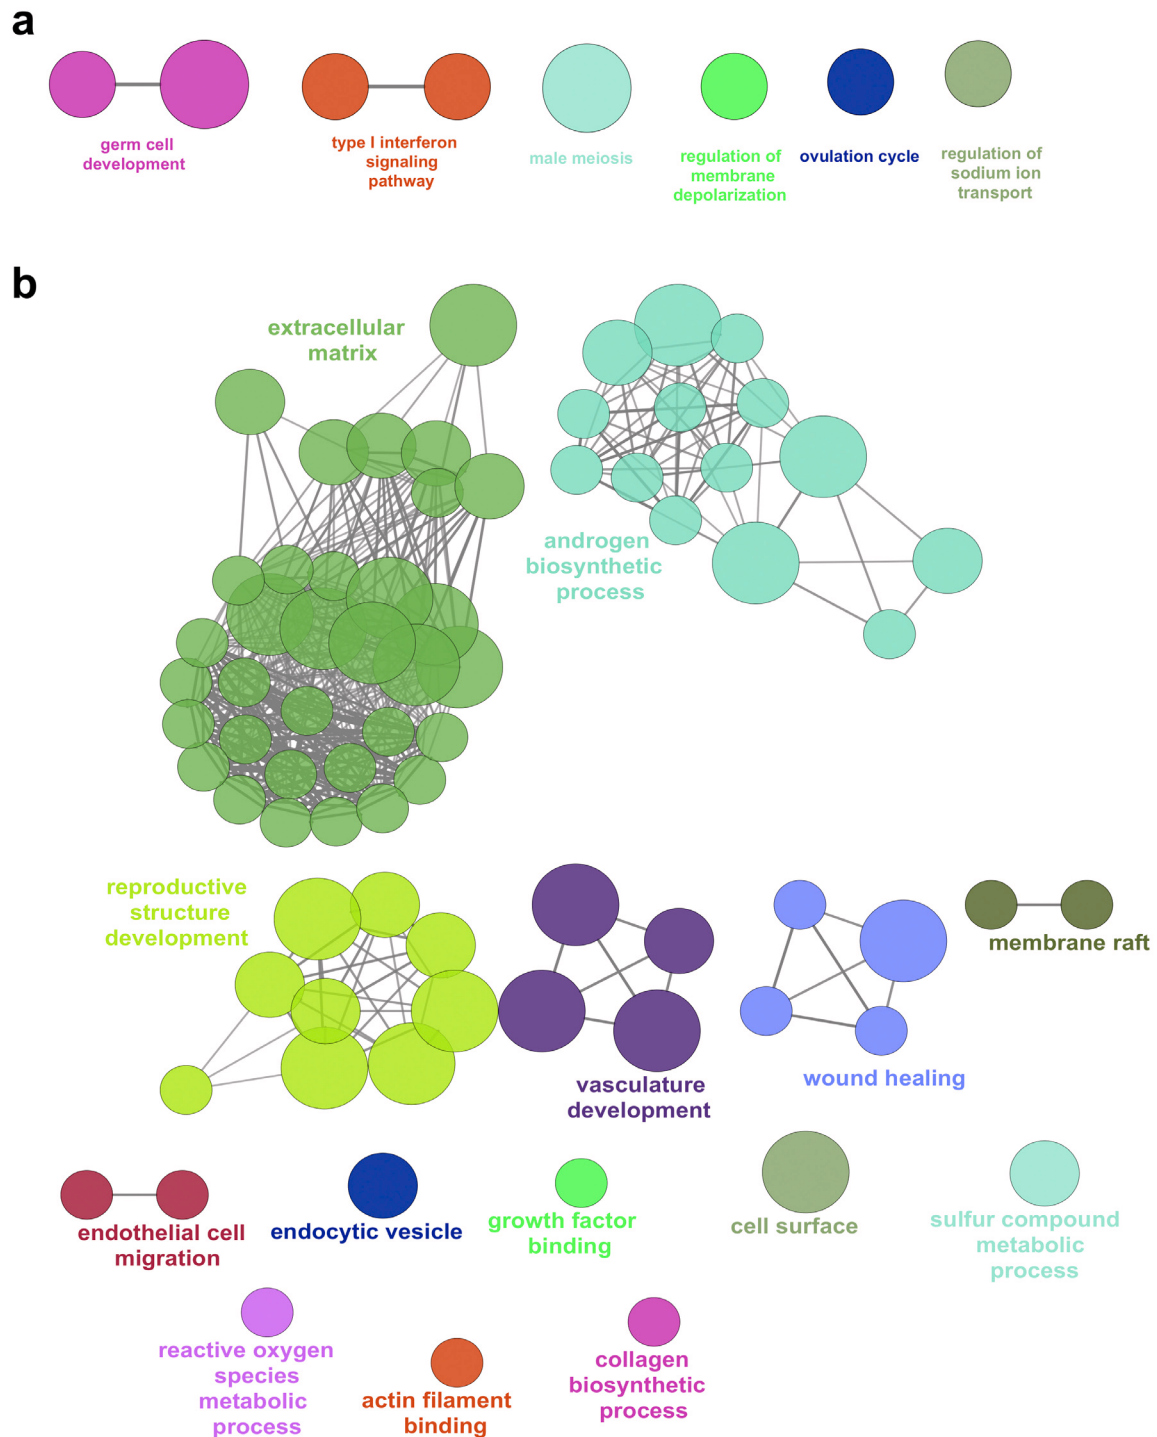 a
germ cell
development
type I interferon
signaling
pathway
male meiosis
regulation of
membrane
depolarization
ovulation cycle
regulation of
sodium ion
transport
b
extracellular
matrix
androgen
biosynthetic
process
reproductive
structure
development
vasculature
development
wound healing
membrane raft
endothelial cell
migration
endocytic vesicle
growth factor
binding
cell surface
sulfur compound
metabolic
process
reactive oxygen
species
metabolic
process
actin filament
binding
collagen
biosynthetic
process